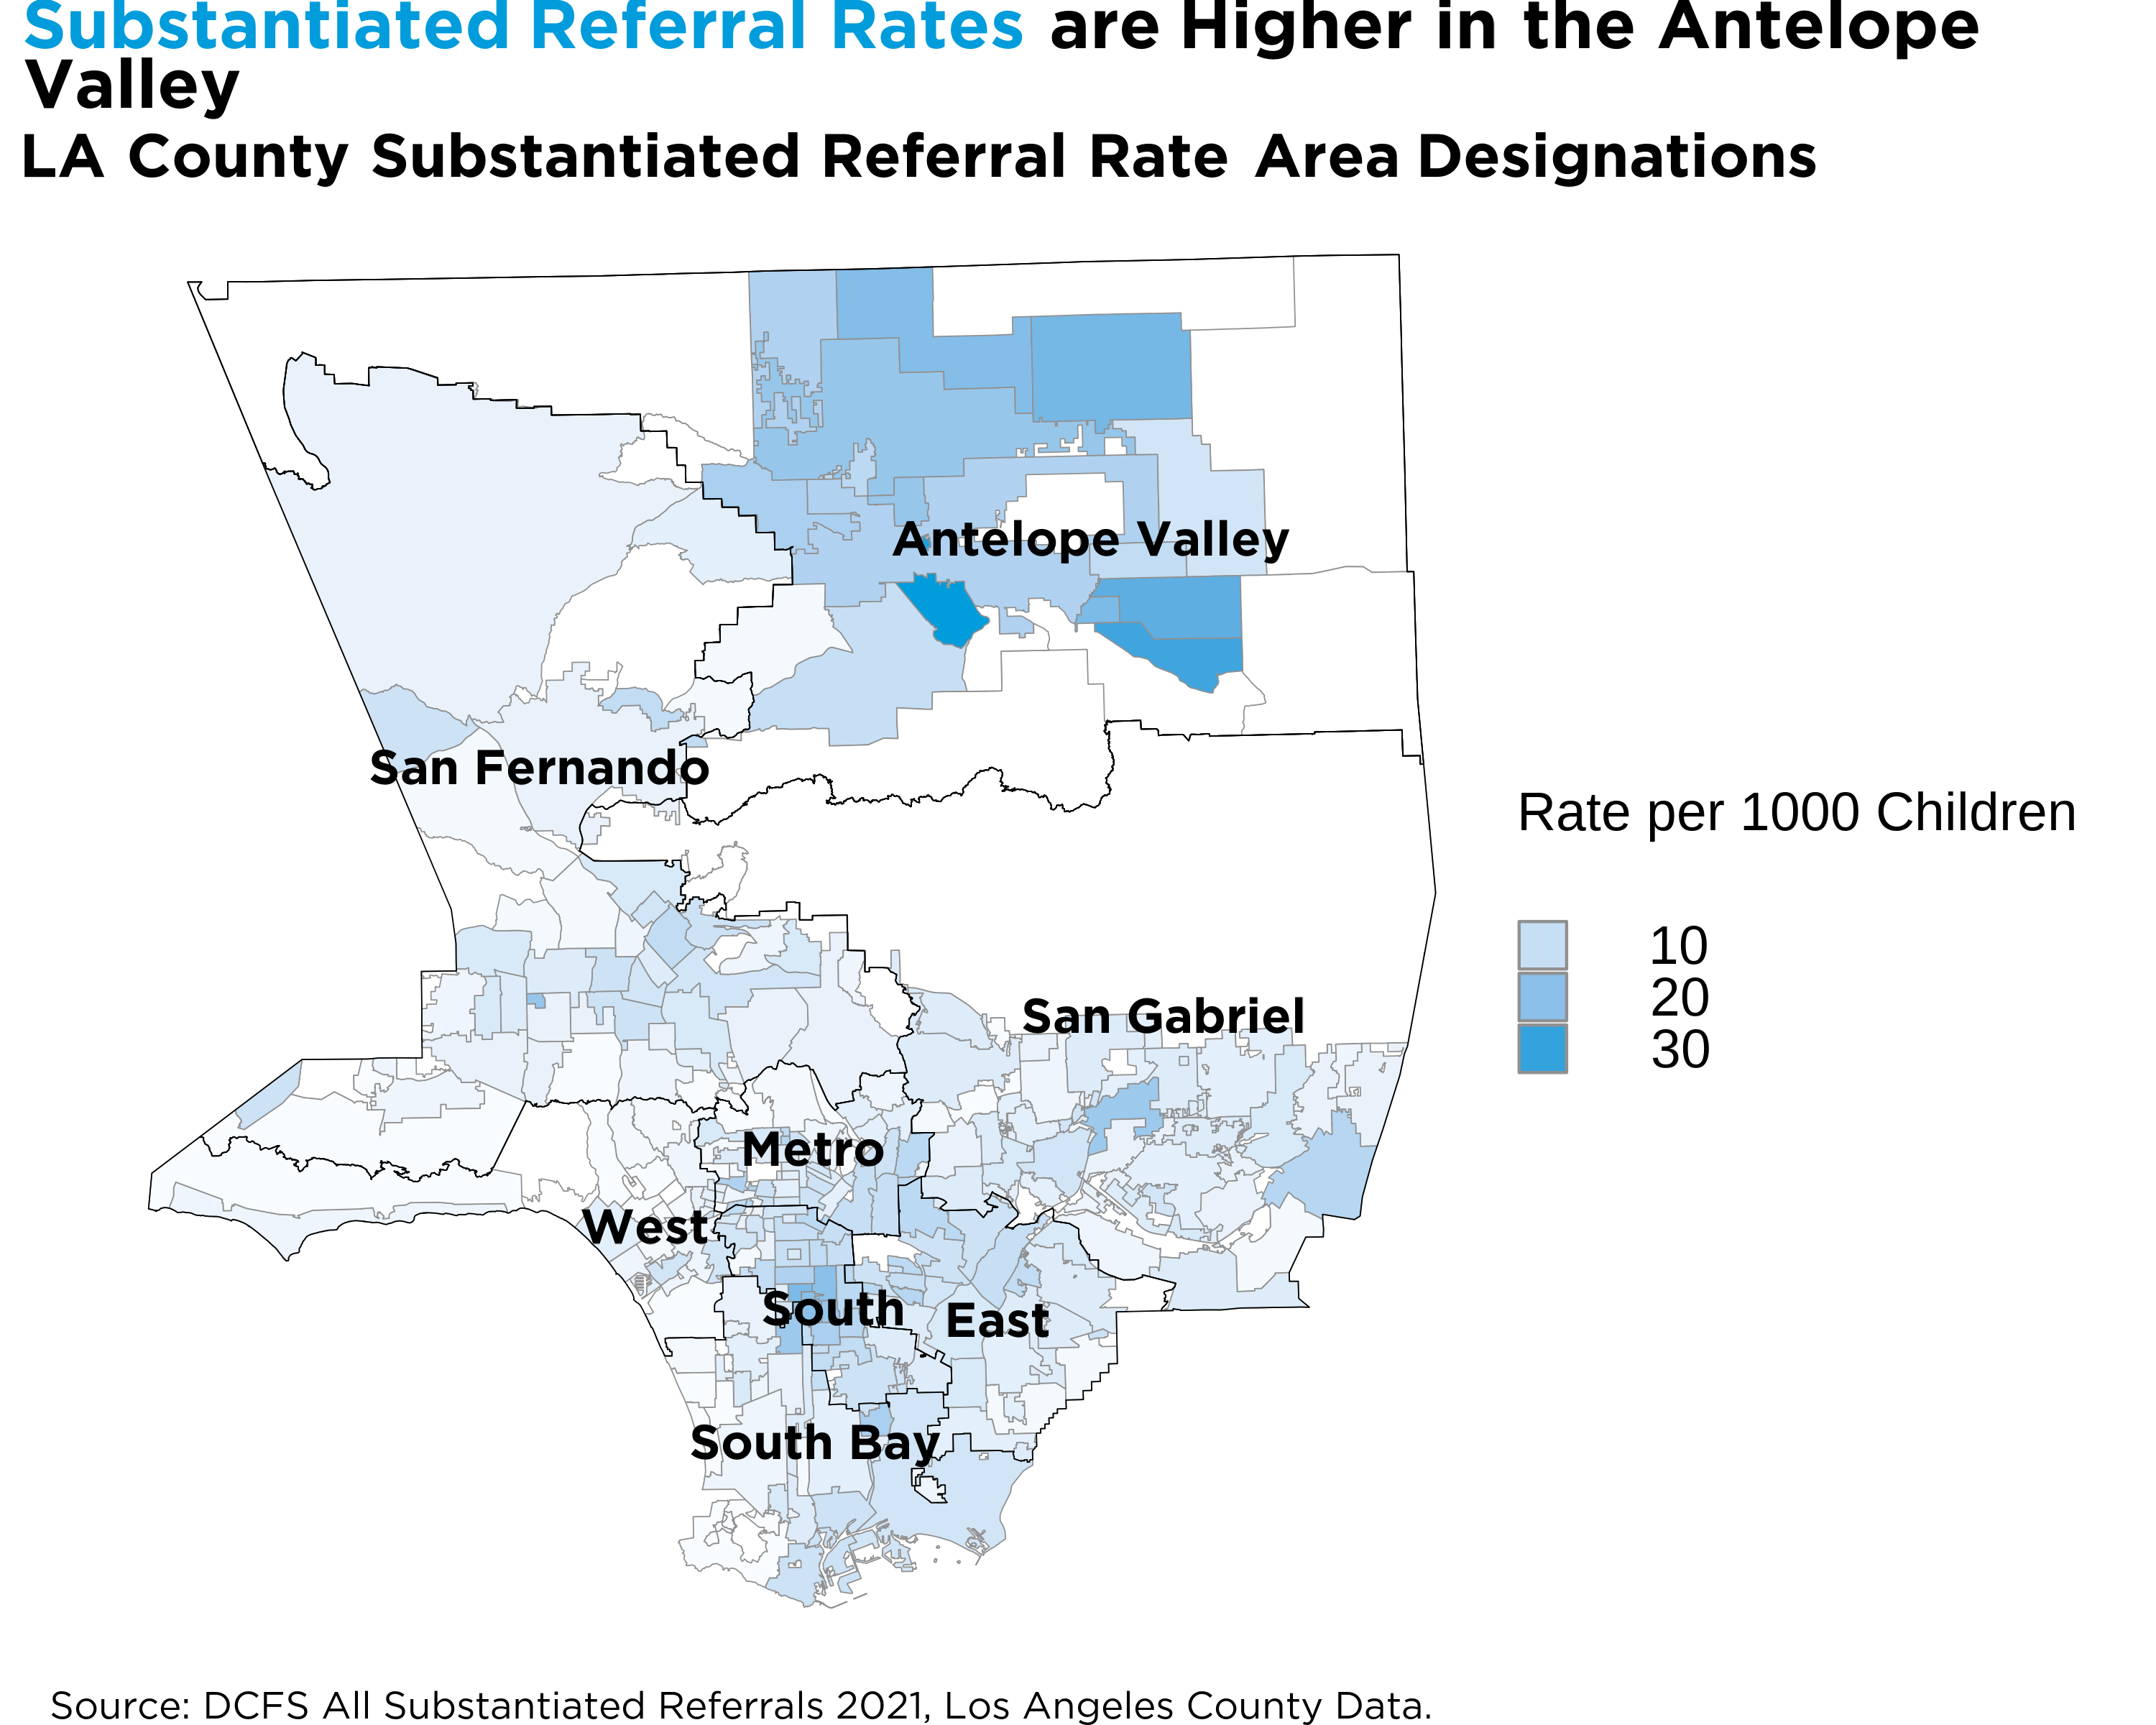 Substantiated Referral Rates are Higher in the Antelope
Valley
LA County Substantiated Referral Rate Area Designations
Antelope Valley
San Fernando
Rate per 1000 Children
10
20
30
San Gabriel
Metro
West
South
East
South Bay
Source: DCFS All Substantiated Referrals 2021, Los Angeles County Data.